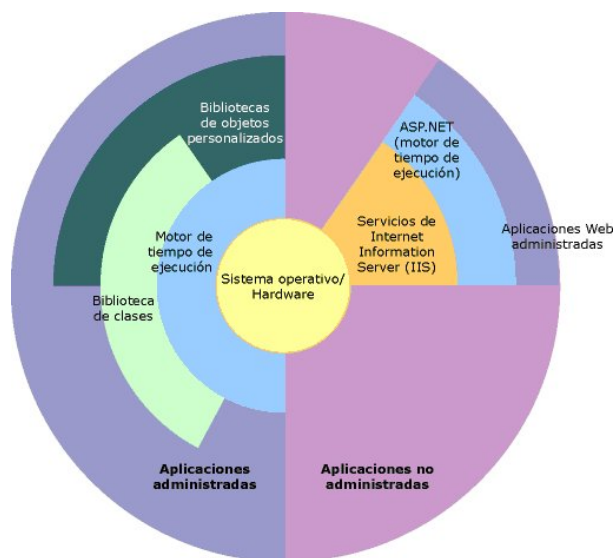 Bibliotecas
de objetos
personalizados
ASP.NET
(motor de
tiempo de
ejecución)
Motor de
tiempo de
ejecución
Servicios de
Internet
Information
Server (IIS)
Aplicaciones Web
administradas
Sistema operativo/
Hardware
Biblioteca
de clases
Aplicaciones
administradas
Aplicaciones no
administradas